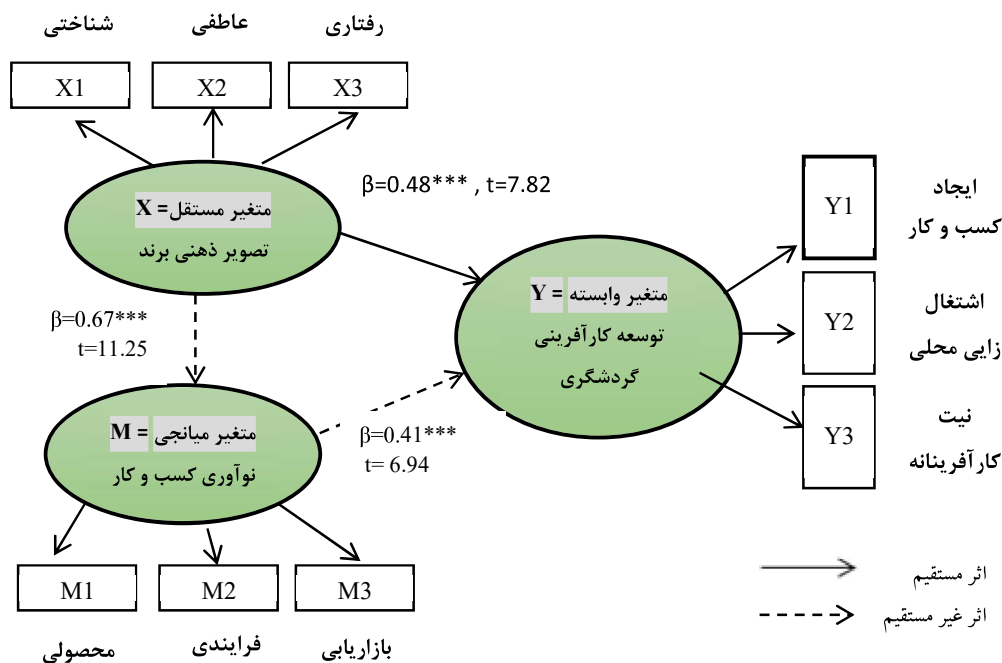 شناختی
عاطفی
رفتاری
X1
X2
X3
متغیر مستقل= X
تصویر ذهنی برند
β=0.48*** , t=7.82
β=0.67***
t=11.25
متغیر وابسته = Y
توسعه کارآفرینی
گردشگری
Y1
ایجاد
کسب و کار
Y2
اشتغال
زایی محلی
Y3
نیت
کارآفرینانه
متغیر میانجی = M
نوآوری کسب و کار
β=0.41***
t= 6.94
M1
M2
M3
محصولی
فرایندی
بازاریابی
اثر مستقیم
اثر غیر مستقیم